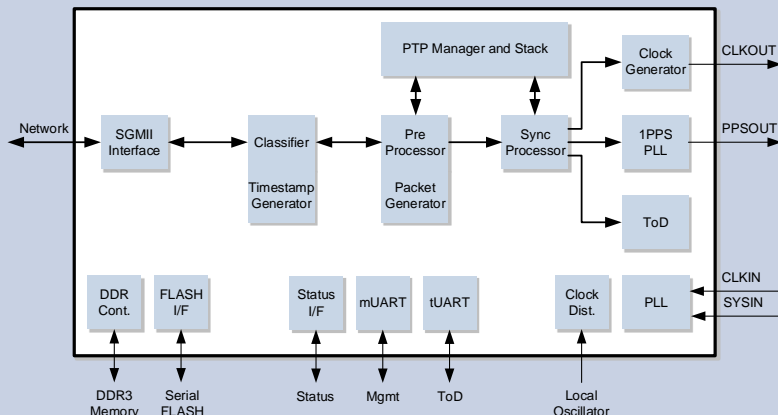 PTP Manager and Stack
Clock
Generator
CLKOUT
Network
SGMII
Interface
Classifier
Timestamp
Generator
Pre
Processor
Packet
Generator
Sync
Processor
1PPS
PLL
PPSOUT
ToD
DDR
Cont.
FLASH
I/F
Status
I/F
mUART
tUART
Clock
Dist.
PLL
CLKIN
SYSIN
DDR3
Memory
Serial
FLASH
Status
Mgmt
ToD
Local
Oscillator